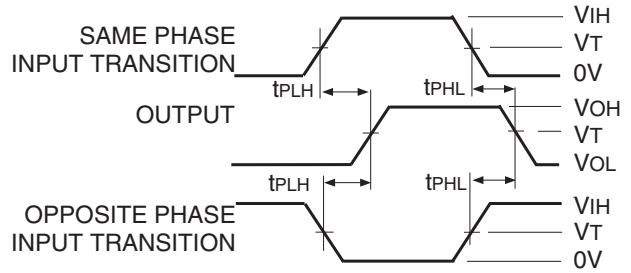 SAME PHASE
INPUT TRANSITION
VIH
VT
0V
tPLH
tPHL
OUTPUT
VOH
VT
VOL
tPLH
tPHL
OPPOSITE PHASE
INPUT TRANSITION
VIH
VT
0V